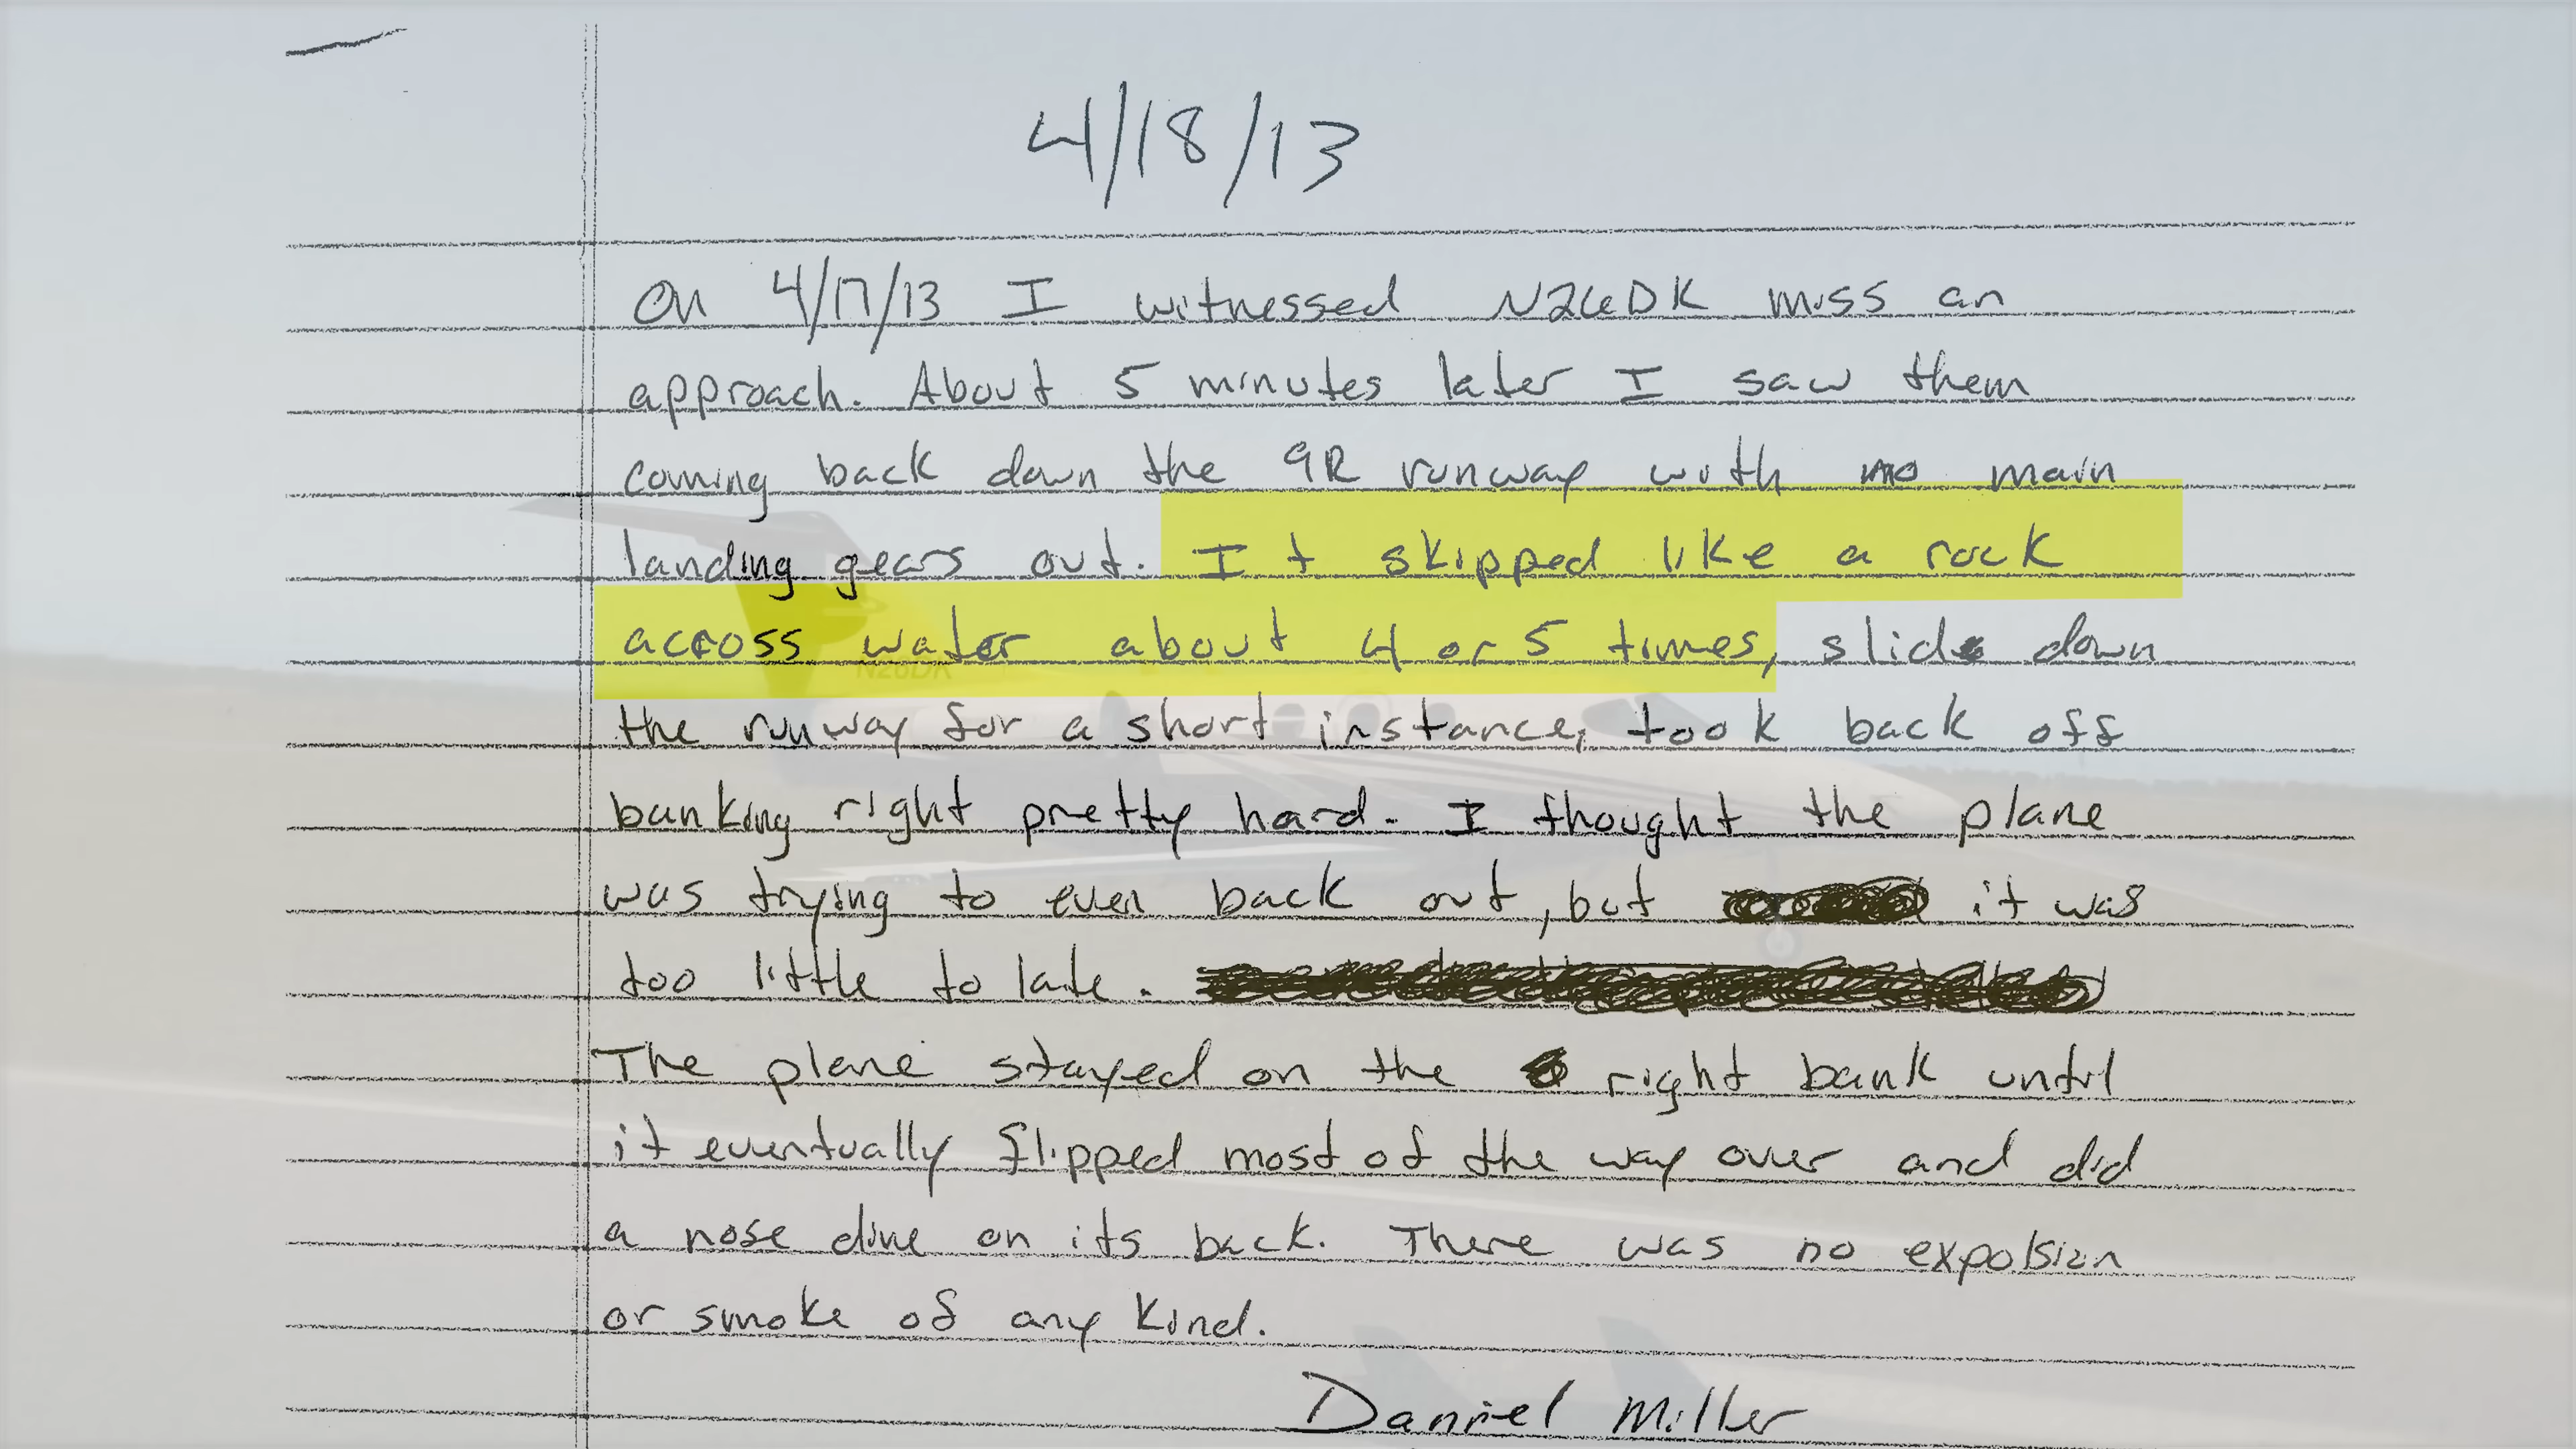 4/18/13
On 4/17/13 I witnessed N26DK miss an
approach. About 5 minutes later I saw them
coming back down the 9R runway with no main
landing gears out. It skipped like a rock
across water about 4 or 5 times, slid down
the runway for a short instance, took back off
banking right pretty hard. I thought the plane
was trying to even back out, but it was
too little to late.
The plane stayed on the right bank until
it eventually flipped most of the way over and did
a nose dive on its back. There was no expolsion
or smoke of any kind.
Daniel Miller
N26DK